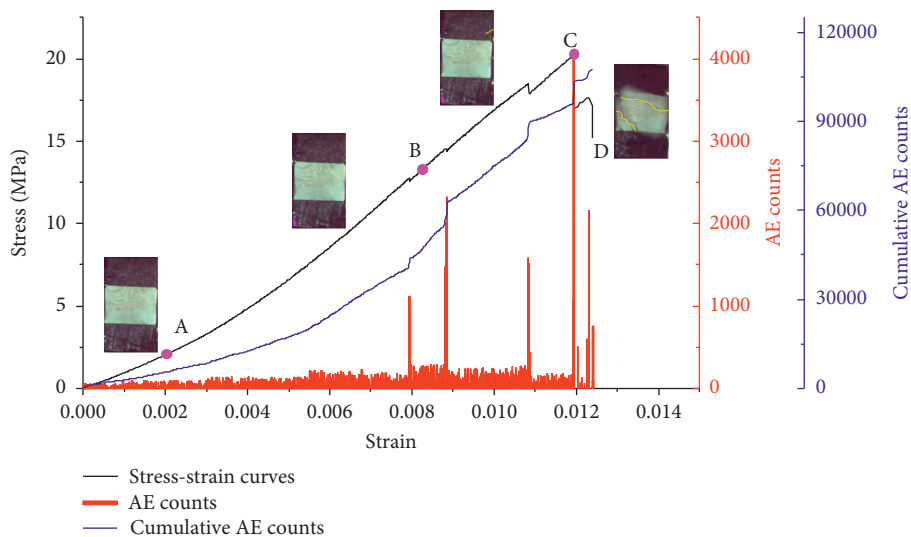 C
B
A
D
20
15
10
5
0
Stress (MPa)
0.000
0.002
0.004
0.006
0.008
0.010
0.012
0.014
Strain
4000
3000
2000
1000
0
AE counts
120000
90000
60000
30000
0
Cumulative AE counts
Stress-strain curves
AE counts
Cumulative AE counts